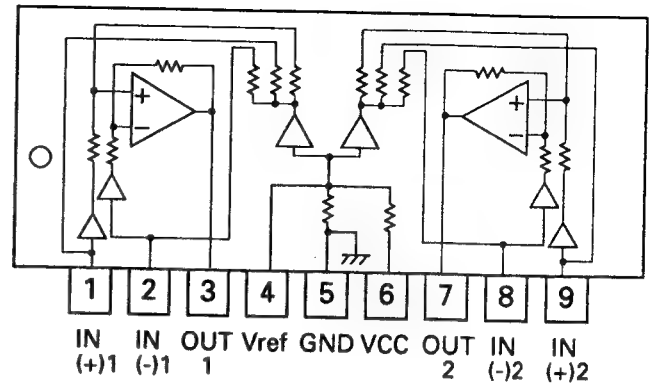 +
−
+
−
1 2 3 4 5 6 7 8 9
IN IN OUT Vref GND VCC OUT IN IN
(+)1 (-)1 1 2 (-)2 (+)2